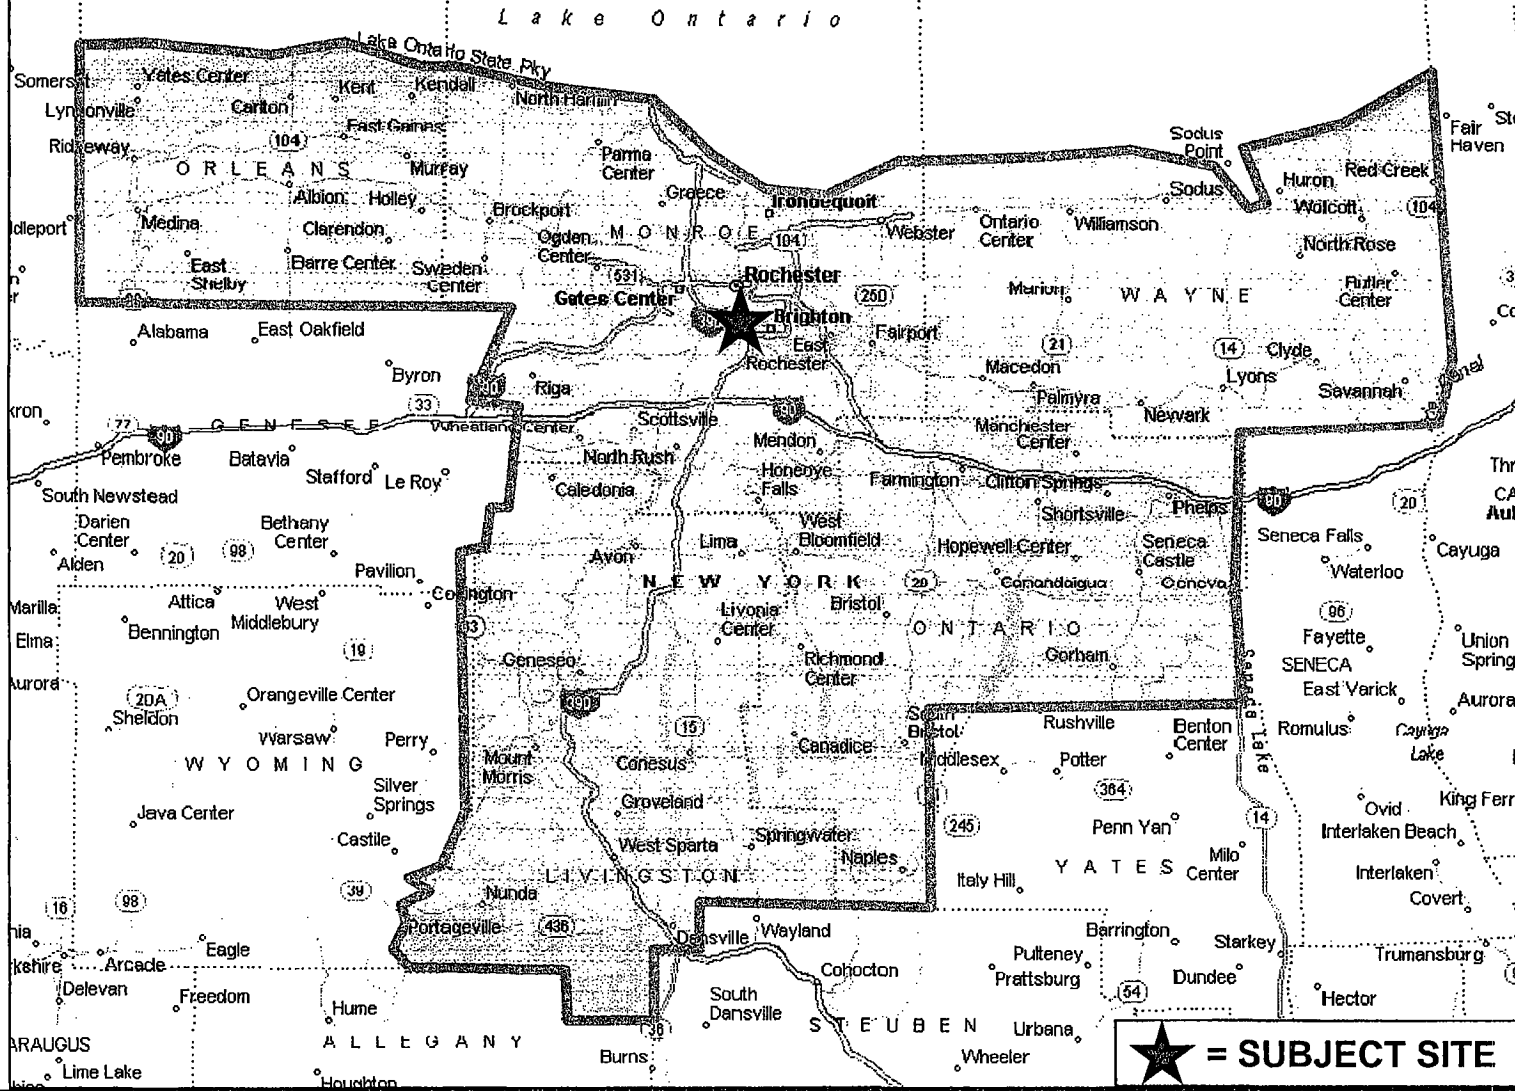 Lake Ontario
Lake Ontario State Pky
Somerset
Yates Center
Kent
Kendall
North Hamlin
Lyndonville
Carlton
East Gaines
Ridgeway
104
ORLEANS
Murray
Parma
Center
Greece
Irondequoit
Sodus
Point
Sodus
Huron
Red Creek
Fair
Haven
Wolcott
104
Albion
Holley
Brockport
Medina
Clarendon
Ogden
Center
MONROE
104
Webster
Ontario
Center
Williamson
North Rose
East
Shelby
Barre Center
Sweden
Center
531
Rochester
Gates Center
250
Marion
WAYNE
Butler
Center
Alabama
East Oakfield
Brighton
Fairport
East
Rochester
21
14
Clyde
Macedon
Lyons
Savannah
Byron
90
Riga
Palmyra
Newark
33
77
90
GENESEE
Wheatland Center
Scottsville
90
Mendon
Manchester
Center
Pembroke
Batavia
Stafford
Le Roy
North Rush
Honeoye
Falls
Farmington
Clifton Springs
Phelps
90
20
South Newstead
Caledonia
Shortsville
Darien
Center
Bethany
Center
20
98
Alden
Pavilion
Avon
Lima
West
Bloomfield
Hopewell Center
Seneca
Castle
Seneca Falls
Waterloo
Cayuga
NEW YORK
20
Canandaigua
Geneva
Marilla
Attica
West
Middlebury
Covington
Bennington
Elma
Livonia
Center
Bristol
ONTARIO
96
Fayette
Union
19
Geneseo
Richmond
Center
Gorham
SENECA
East Varick
20A
Orangeville Center
390
Sheldon
15
South
Bristol
Rushville
Benton
Center
Seneca Lake
Romulus
Cayuga
Lake
Aurora
Warsaw
Perry
WYOMING
Mount
Morris
Conesus
Canadice
Middlesex
Potter
Silver
Springs
Groveland
364
Java Center
Castile
West Sparta
Springwater
Naples
245
Penn Yan
14
Ovid
Interlaken Beach
YATES
Milo
Center
Interlaken
Covert
Italy Hill
LIVINGSTON
39
16
98
Nunda
Portageville
436
Dansville
Wayland
Barrington
Starkey
Trumansburg
Eagle
Arcade
Delevan
Freedom
Hume
Cohocton
Pulteney
Prattsburg
Dundee
54
Hector
South
Dansville
STEUBEN
Urbana
36
ALLEGANY
Burns
Wheeler
Lime Lake
Houghton
= SUBJECT SITE